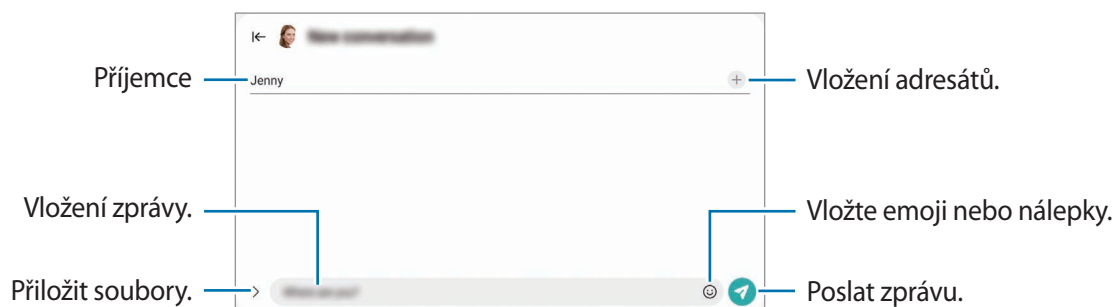 Příjemce
Jenny
Vložení adresátů.
Vložení zprávy.
Vložte emoji nebo nálepky.
Přiložit soubory.
Poslat zprávu.